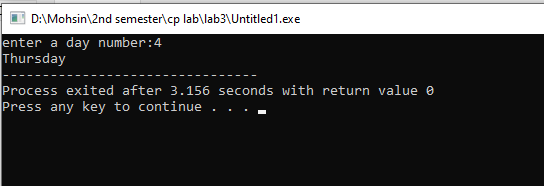 D:\Mohsin\2nd semester\cp lab\lab3\Untitled1.exe
enter a day number:4
Thursday
--------------------------------
Process exited after 3.156 seconds with return value 0
Press any key to continue . . .